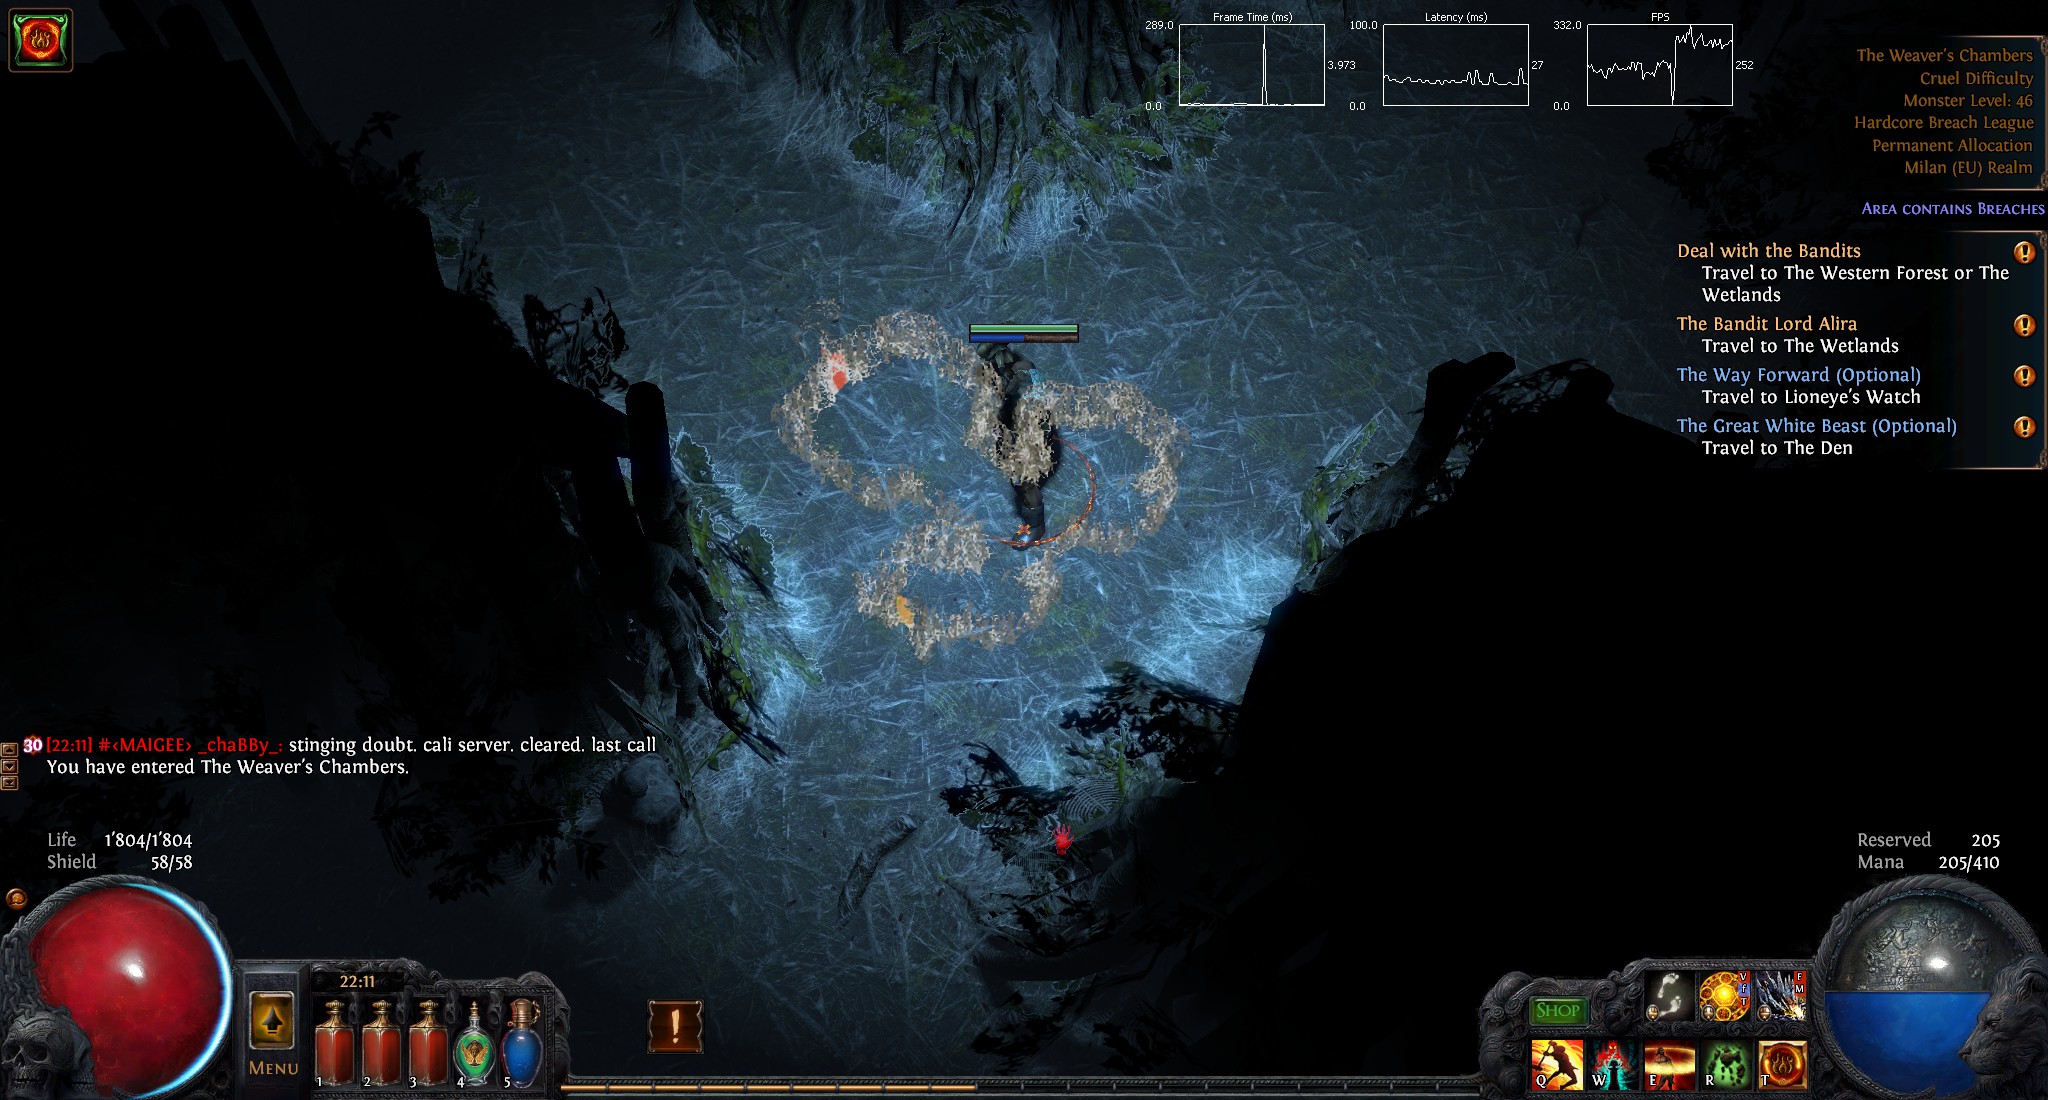 Frame Time (ms)
289.0
3.973
0.0
Latency (ms)
100.0
27
0.0
FPS
332.0
252
0.0
The Weaver's Chambers
Cruel Difficulty
Monster Level: 46
Hardcore Breach League
Permanent Allocation
Milan (EU) Realm
Area contains Breaches
Deal with the Bandits
Travel to The Western Forest or The
Wetlands
The Bandit Lord Alira
Travel to The Wetlands
The Way Forward (Optional)
Travel to Lioneye's Watch
The Great White Beast (Optional)
Travel to The Den
30 [22:11] #<MAIGEE> _chaBBy_: stinging doubt. cali server. cleared. last call
You have entered The Weaver's Chambers.
Life 1'804/1'804
Shield 58/58
Reserved 205
Mana 205/410
22:11
Menu
1 2 3 4 5
Shop
V
f
T
F
M
Q W E R T